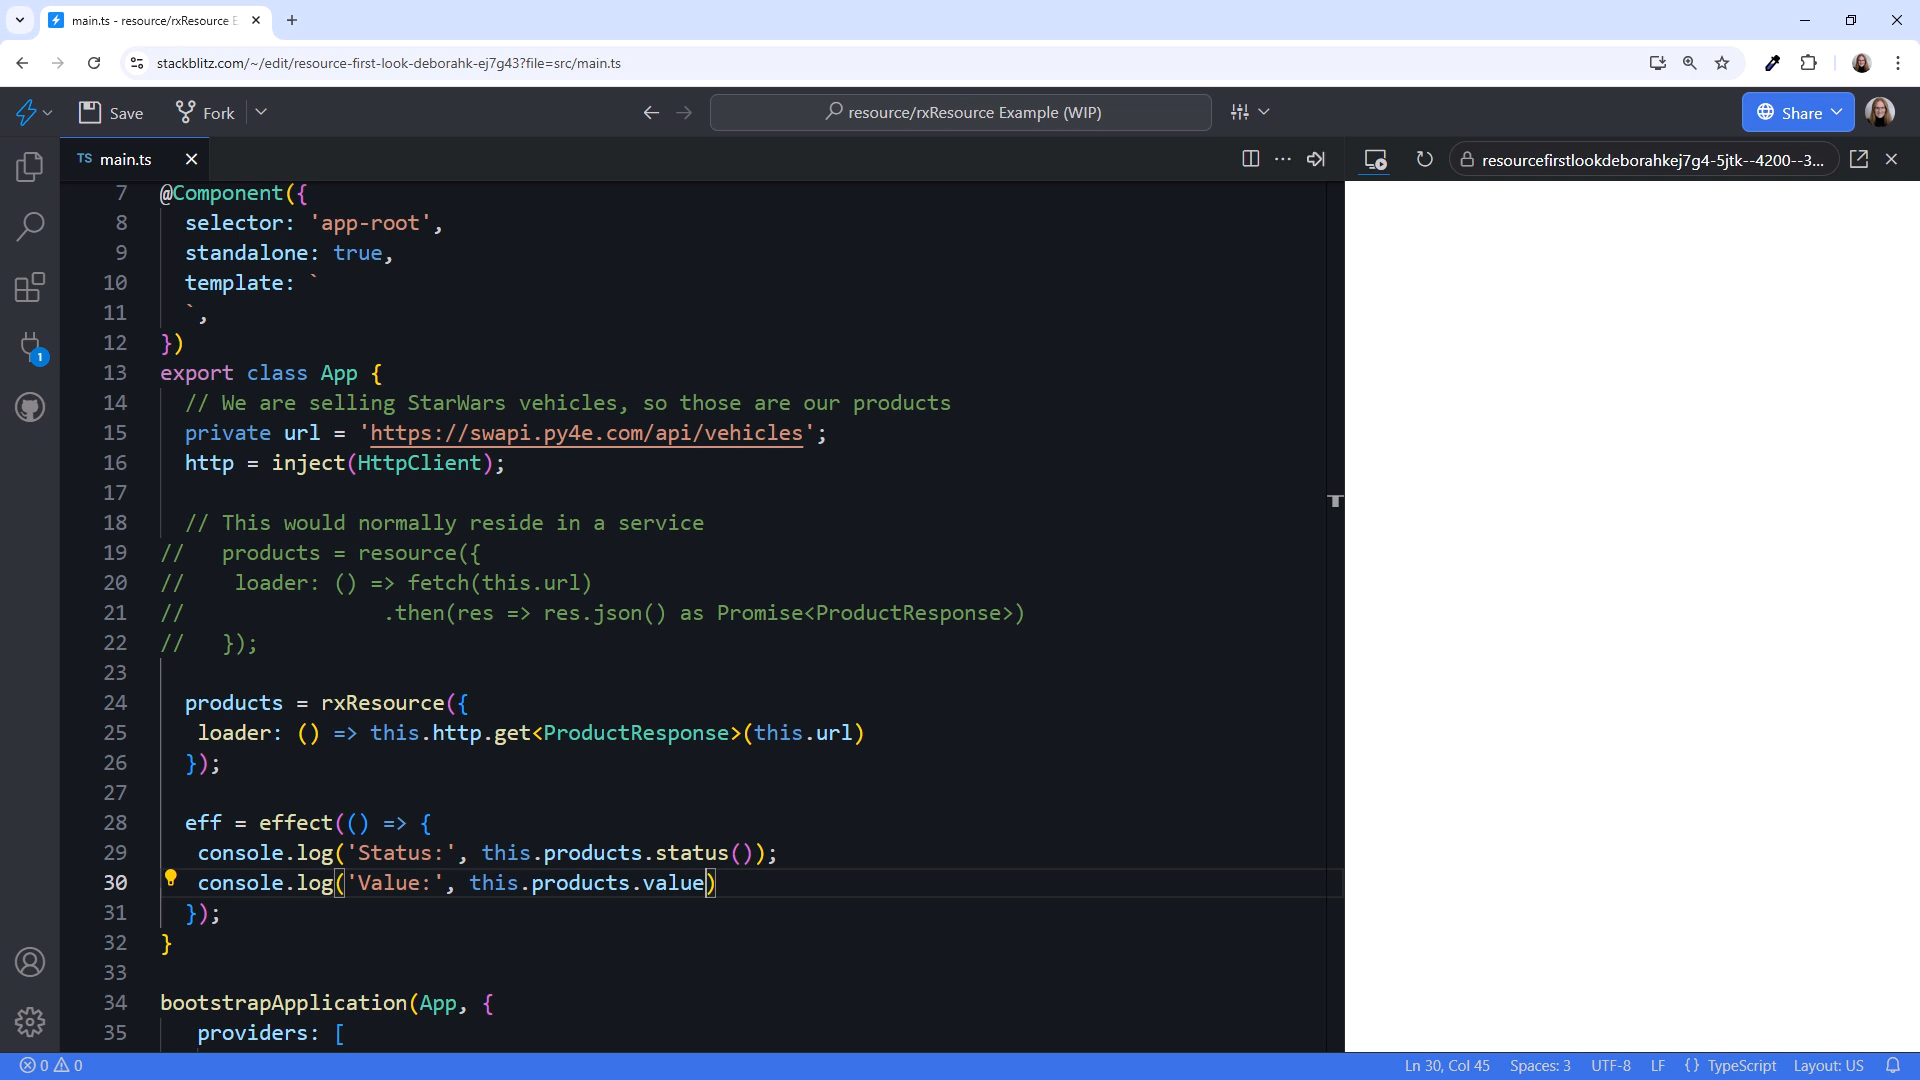 main.ts - resource/rxResource E
stackblitz.com/~/edit/resource-first-look-deborahk-ej7g43?file=src/main.ts
Save
Fork
resource/rxResource Example (WIP)
Share
TS main.ts
resourcefirstlookdeborahkej7g4-5jtk--4200--3...
7 @Component({
8 selector: 'app-root',
9 standalone: true,
10 template: `
11 `,
12 })
13 export class App {
14 // We are selling StarWars vehicles, so those are our products
15 private url = 'https://swapi.py4e.com/api/vehicles';
16 http = inject(HttpClient);
17
18 // This would normally reside in a service
19 // products = resource({
20 // loader: () => fetch(this.url)
21 // .then(res => res.json() as Promise<ProductResponse>)
22 // });
23
24 products = rxResource({
25 loader: () => this.http.get<ProductResponse>(this.url)
26 });
27
28 eff = effect(() => {
29 console.log('Status:', this.products.status());
30 console.log('Value:', this.products.value)
31 });
32 }
33
34 bootstrapApplication(App, {
35 providers: [
1
0 0
Ln 30, Col 45
Spaces: 3
UTF-8
LF
{} TypeScript
Layout: US